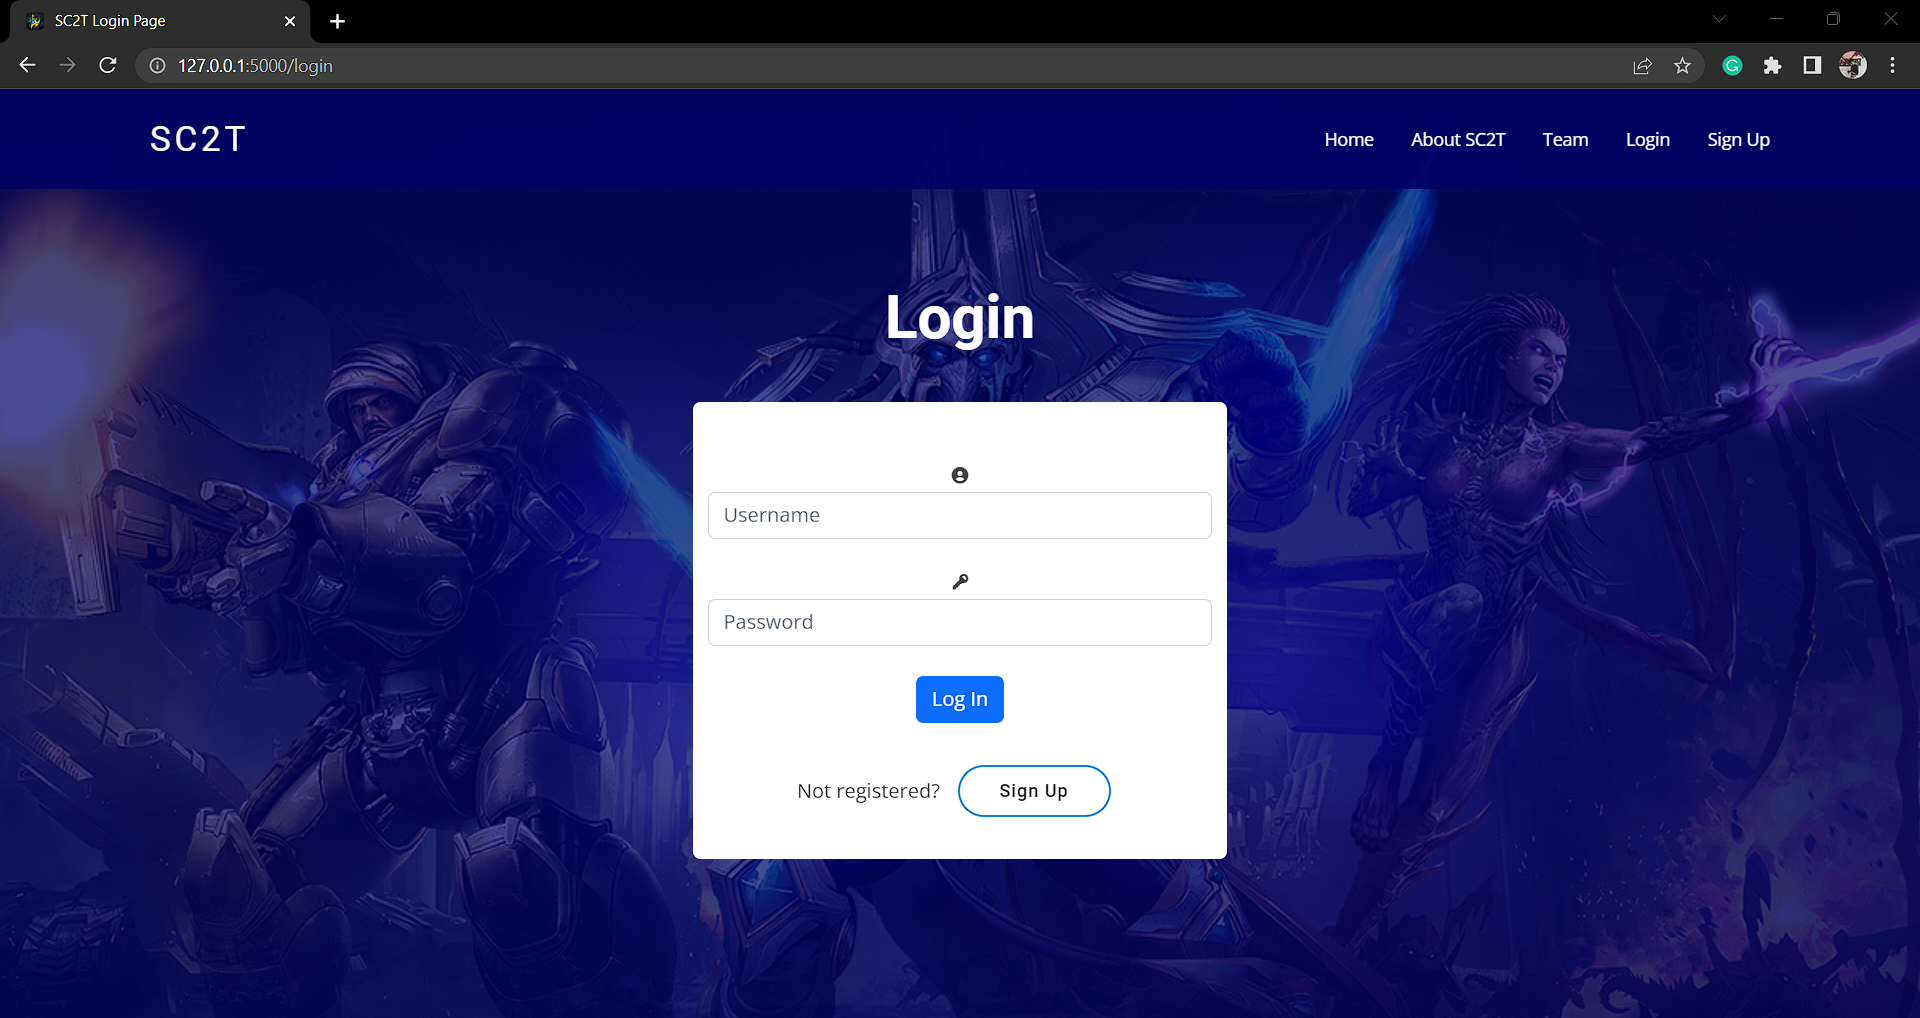 SC2T Login Page
127.0.0.1:5000/login
SC2T
Home About SC2T Team Login Sign Up
Login
Username
Password
Log In
Not registered? Sign Up